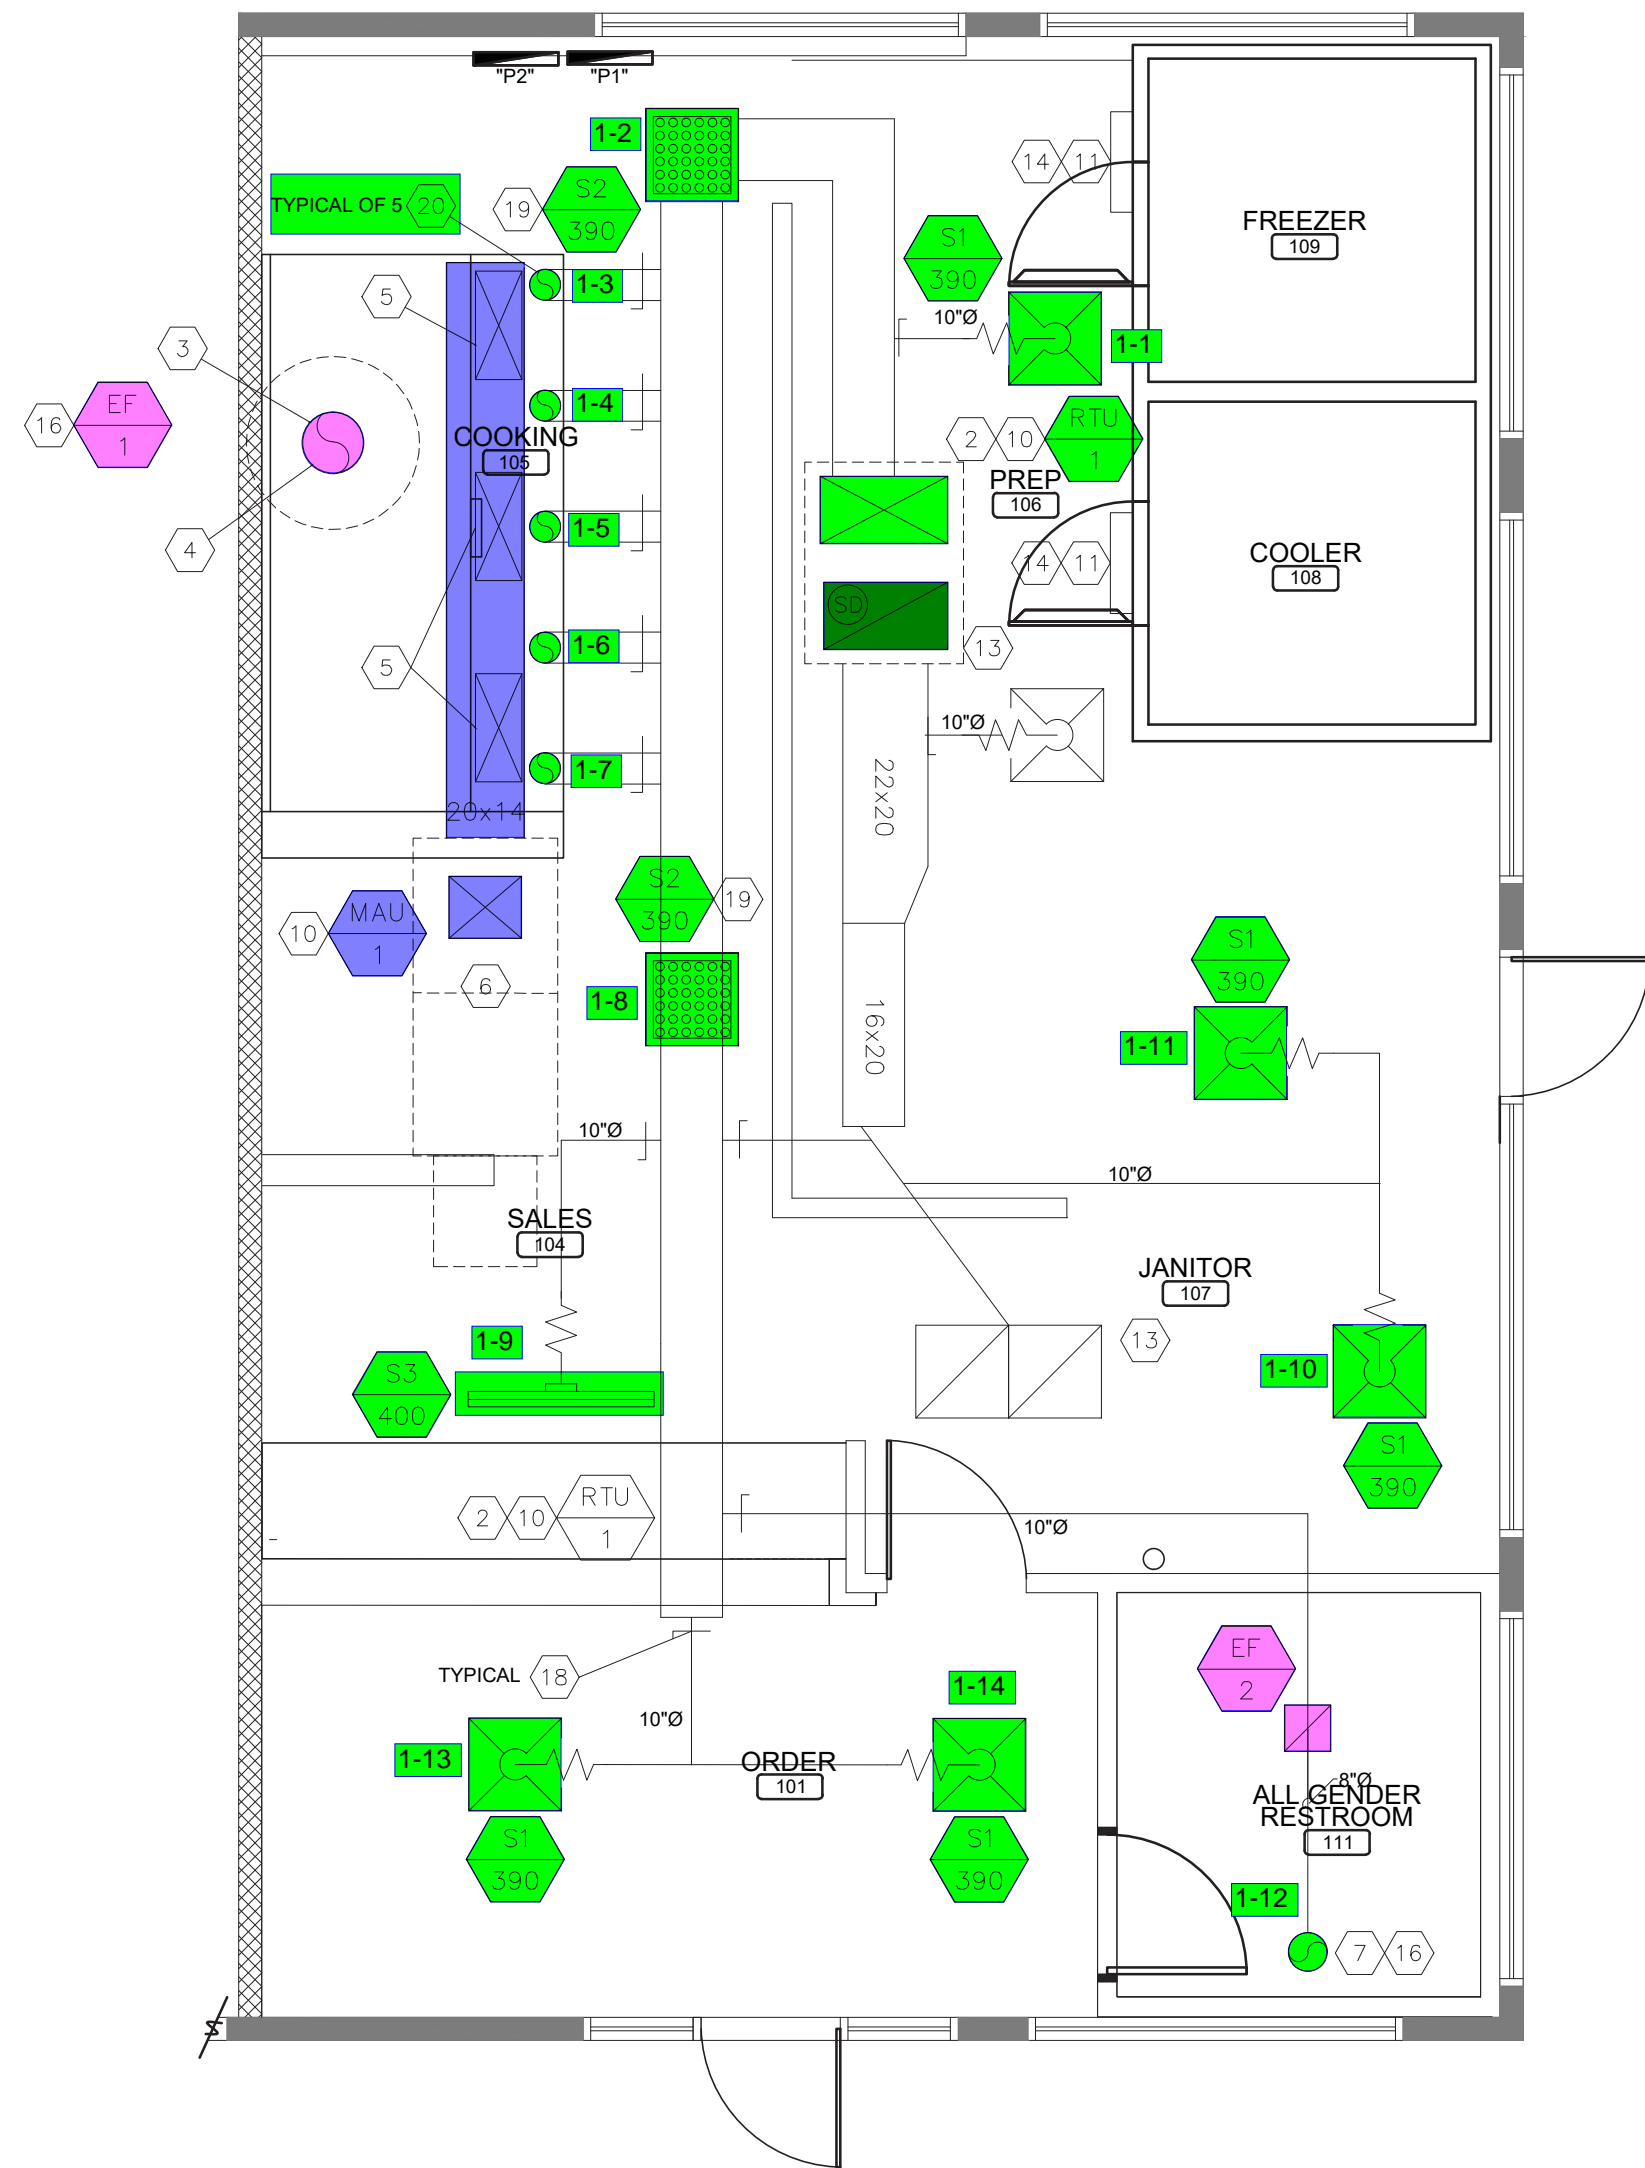 "P2"
"P1"
1-2
TYPICAL OF 5
20
19
S2
390
14
11
FREEZER
109
S1
390
1-3
5
10"Ø
1-1
3
EF
1
16
1-4
COOKING
105
2
10
RTU
1
PREP
106
4
1-5
14
11
COOLER
108
SD
13
1-6
5
10"Ø
1-7
20x14
22x20
S2
390
19
10
MAU
1
6
1-8
S1
390
16x20
1-11
10"Ø
10"Ø
SALES
104
JANITOR
107
1-9
13
S3
400
1-10
S1
390
2
10
RTU
1
10"Ø
TYPICAL
18
EF
2
1-14
10"Ø
1-13
ORDER
101
8"Ø
ALL GENDER
RESTROOM
111
S1
390
S1
390
1-12
7
16